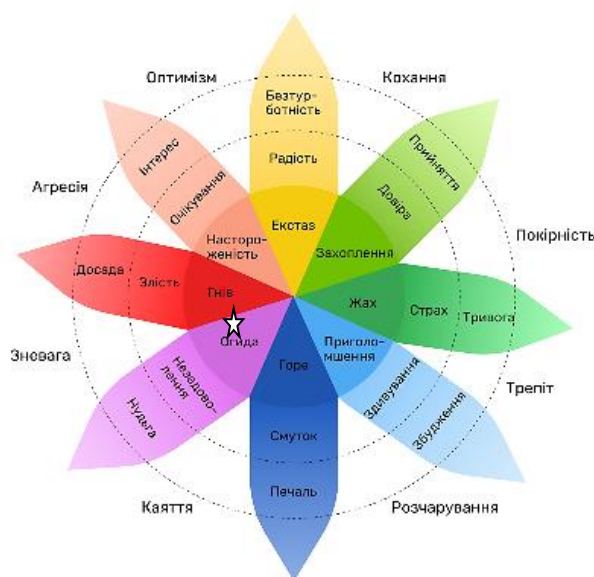 Оптимізм
Кохання
Безтур-
ботність
Інтерес
Прийняття
Радість
Агресія
Очікування
Довіра
Екстаз
Насторо-
женість
Захоплення
Покірність
Досада
Злість
Гнів
Жах
Страх
Тривога
Огида
Приголо-
мшення
Зневага
Незадово-
лення
Горе
Здивування
Трепіт
Нудьга
Збудження
Смуток
Печаль
Каяття
Розчарування